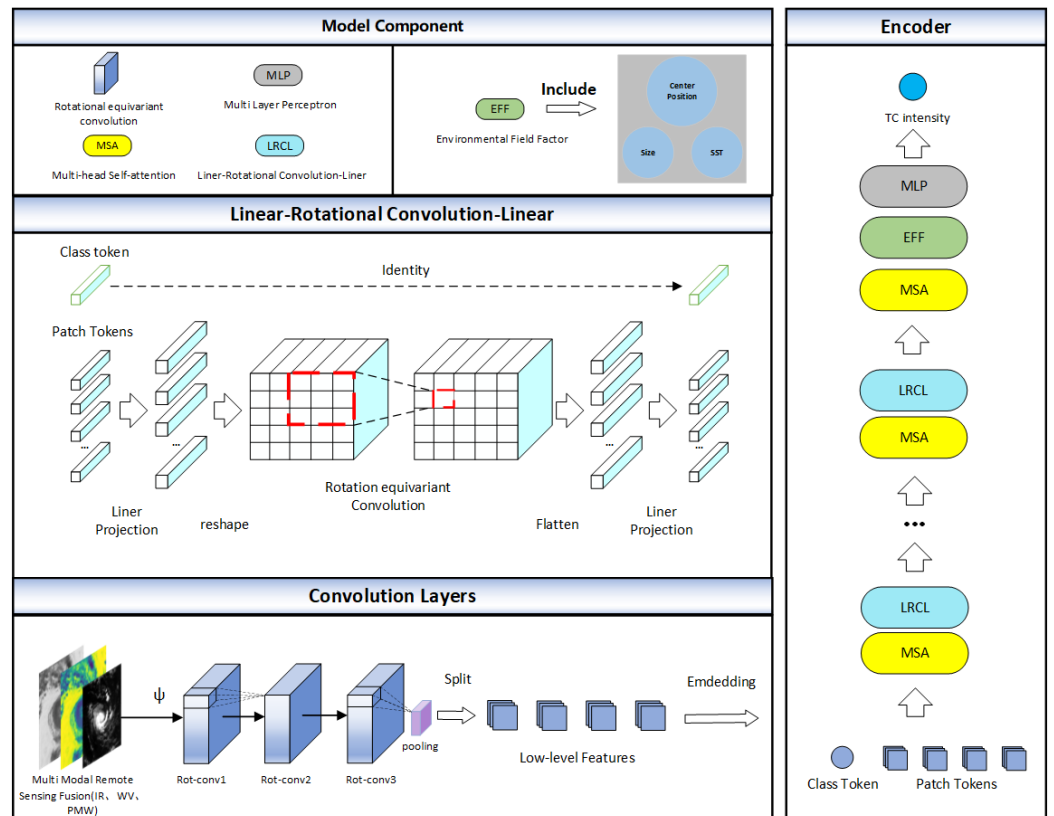 Model Component
Rotational equivariant
convolution
MLP
Multi Layer Perceptron
MSA
Multi-head Self-attention
LRCL
Liner-Rotational Convolution-Liner
EFF
Environmental Field Factor
Include
Center
Position
Size
SST
Linear-Rotational Convolution-Linear
Class token
Identity
Patch Tokens
...
...
...
...
Liner
Projection
reshape
Rotation equivariant
Convolution
Flatten
Liner
Projection
Convolution Layers
Multi Modal Remote
Sensing Fusion(IR、WV、
PMW)
ψ
Rot-conv1
Rot-conv2
Rot-conv3
pooling
Split
Low-level Features
Emdedding
Encoder
TC intensity
MLP
EFF
MSA
LRCL
MSA
...
LRCL
MSA
Class Token
Patch Tokens